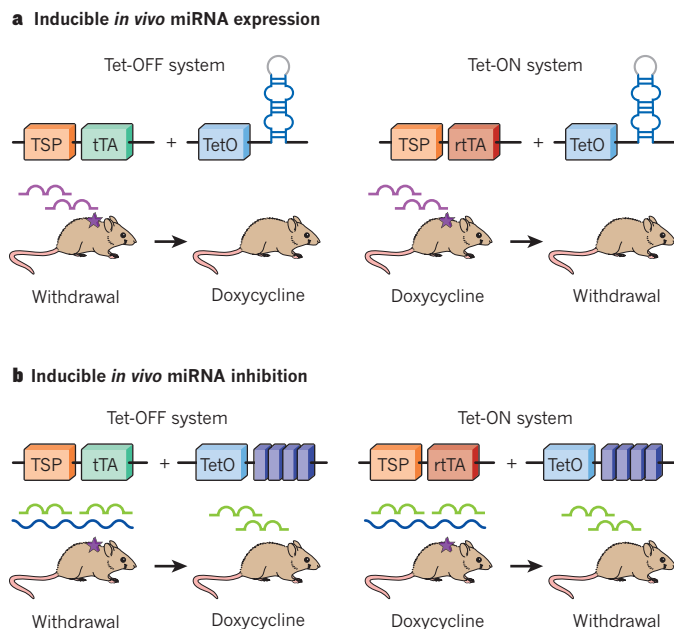 a Inducible in vivo miRNA expression
Tet-OFF system
Tet-ON system
TSP tTA + TetO
TSP rtTA + TetO
Withdrawal
Doxycycline
Doxycycline
Withdrawal
b Inducible in vivo miRNA inhibition
Tet-OFF system
Tet-ON system
TSP tTA + TetO
TSP rtTA + TetO
Withdrawal
Doxycycline
Doxycycline
Withdrawal